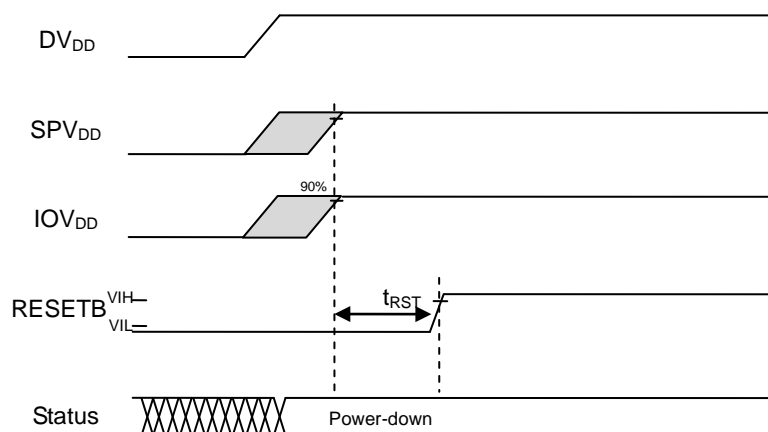 DVDD
SPVDD
90%
IOVDD
tRST
RESETB VIH
VIL
Status Power-down